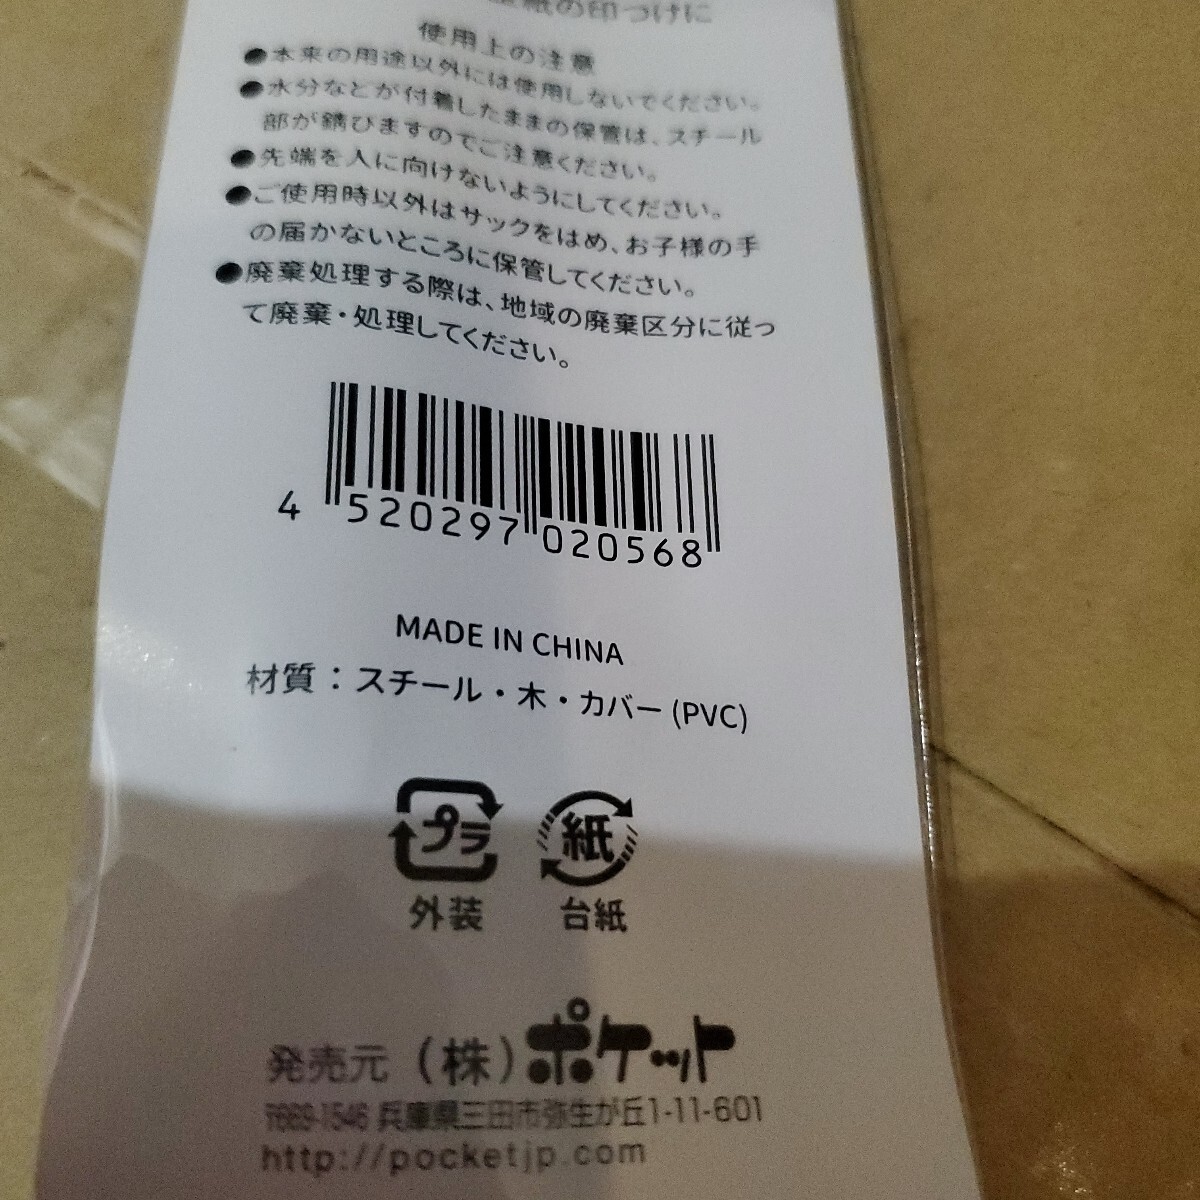 紙の印つけに
使用上の注意
●本来の用途以外には使用しないでください。
●水分などが付着したままの保管は、スチール
部が錆びますのでご注意ください。
●先端を人に向けないようにしてください。
●ご使用時以外はサックをはめ、お子様の手
の届かないところに保管してください。
●廃棄処理する際は、地域の廃棄区分に従っ
て廃棄・処理してください。
4 520297 020568
MADE IN CHINA
材質：スチール・木・カバー(PVC)
プラ 紙
外装 台紙
発売元（株）ポケット
〒669-1546 兵庫県三田市弥生が丘1-11-601
http://pocketjp.com